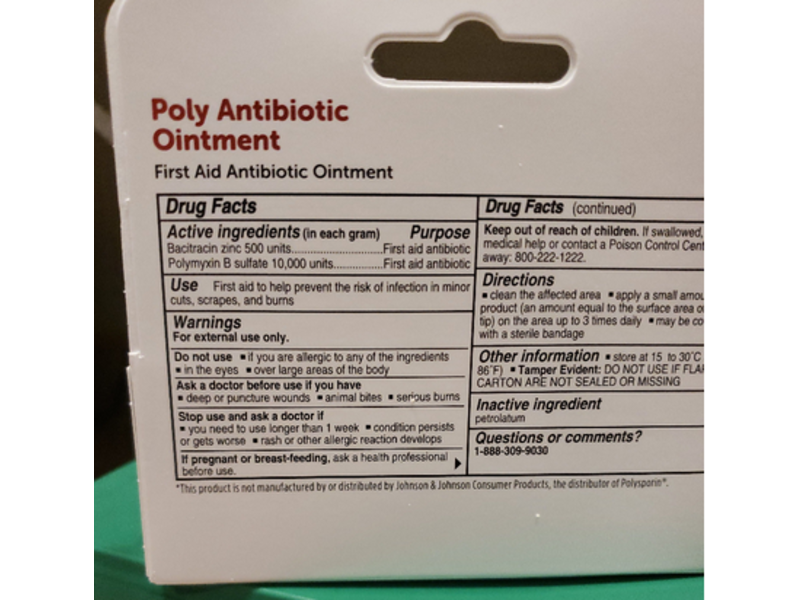 Poly Antibiotic
Ointment
First Aid Antibiotic Ointment
Drug Facts
Active ingredients (in each gram) Purpose
Bacitracin zinc 500 units....................First aid antibiotic
Polymyxin B sulfate 10,000 units..............First aid antibiotic
Use First aid to help prevent the risk of infection in minor
cuts, scrapes, and burns
Warnings
For external use only.
Do not use ▪ if you are allergic to any of the ingredients
▪ in the eyes ▪ over large areas of the body
Ask a doctor before use if you have
▪ deep or puncture wounds ▪ animal bites ▪ serious burns
Stop use and ask a doctor if
▪ you need to use longer than 1 week ▪ condition persists
or gets worse ▪ rash or other allergic reaction develops
If pregnant or breast-feeding, ask a health professional
before use.
Drug Facts (continued)
Keep out of reach of children. If swallowed,
medical help or contact a Poison Control Cent
away: 800-222-1222.
Directions
▪ clean the affected area ▪ apply a small amou
product (an amount equal to the surface area o
tip) on the area up to 3 times daily ▪ may be co
with a sterile bandage
Other information ▪ store at 15 to 30°C
86°F) ▪ Tamper Evident: DO NOT USE IF FLA
CARTON ARE NOT SEALED OR MISSING
Inactive ingredient
petrolatum
Questions or comments?
1-888-309-9030
*This product is not manufactured by or distributed by Johnson & Johnson Consumer Products, the distributor of Polysporin®.